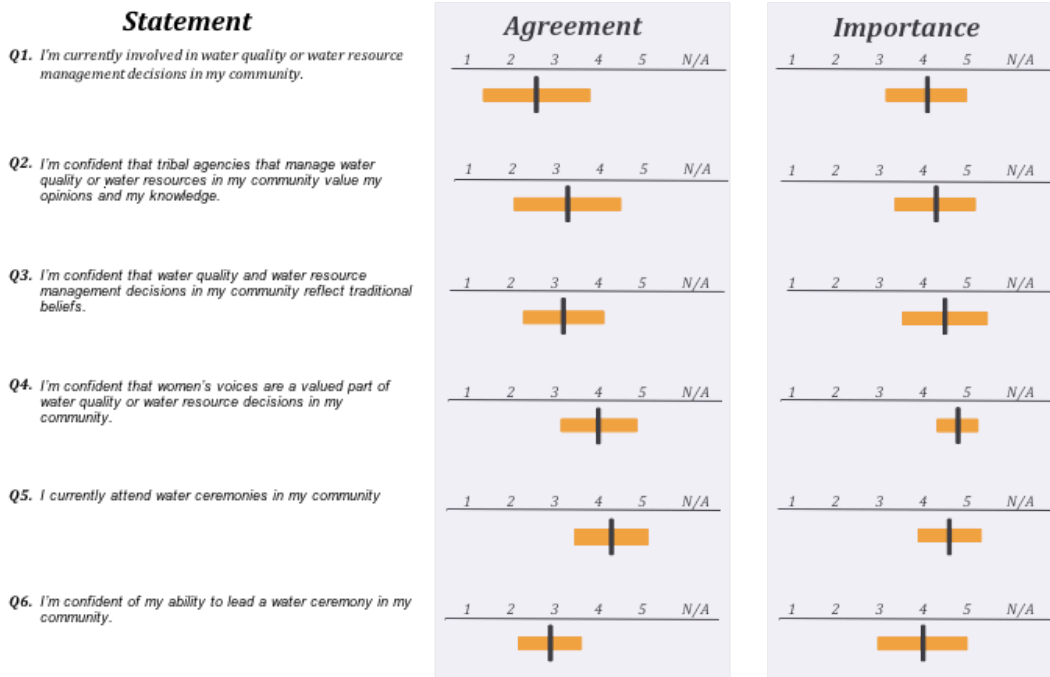 Statement
Agreement
Importance
Q1. I'm currently involved in water quality or water resource
management decisions in my community.
1 2 3 4 5 N/A
1 2 3 4 5 N/A
Q2. I'm confident that tribal agencies that manage water
quality or water resources in my community value my
opinions and my knowledge.
1 2 3 4 5 N/A
1 2 3 4 5 N/A
Q3. I'm confident that water quality and water resource
management decisions in my community reflect traditional
beliefs.
1 2 3 4 5 N/A
1 2 3 4 5 N/A
Q4. I'm confident that women's voices are a valued part of
water quality or water resource decisions in my
community.
1 2 3 4 5 N/A
1 2 3 4 5 N/A
Q5. I currently attend water ceremonies in my community
1 2 3 4 5 N/A
1 2 3 4 5 N/A
Q6. I'm confident of my ability to lead a water ceremony in my
community.
1 2 3 4 5 N/A
1 2 3 4 5 N/A